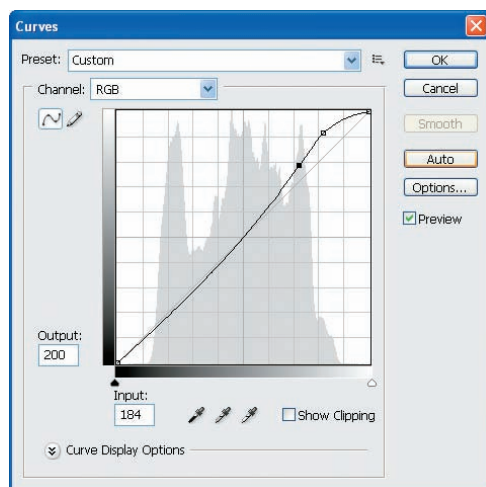 Curves
Preset: Custom
OK
Channel: RGB
Cancel
Smooth
Auto
Options...
Preview
Output:
200
Input:
184
Show Clipping
Curve Display Options